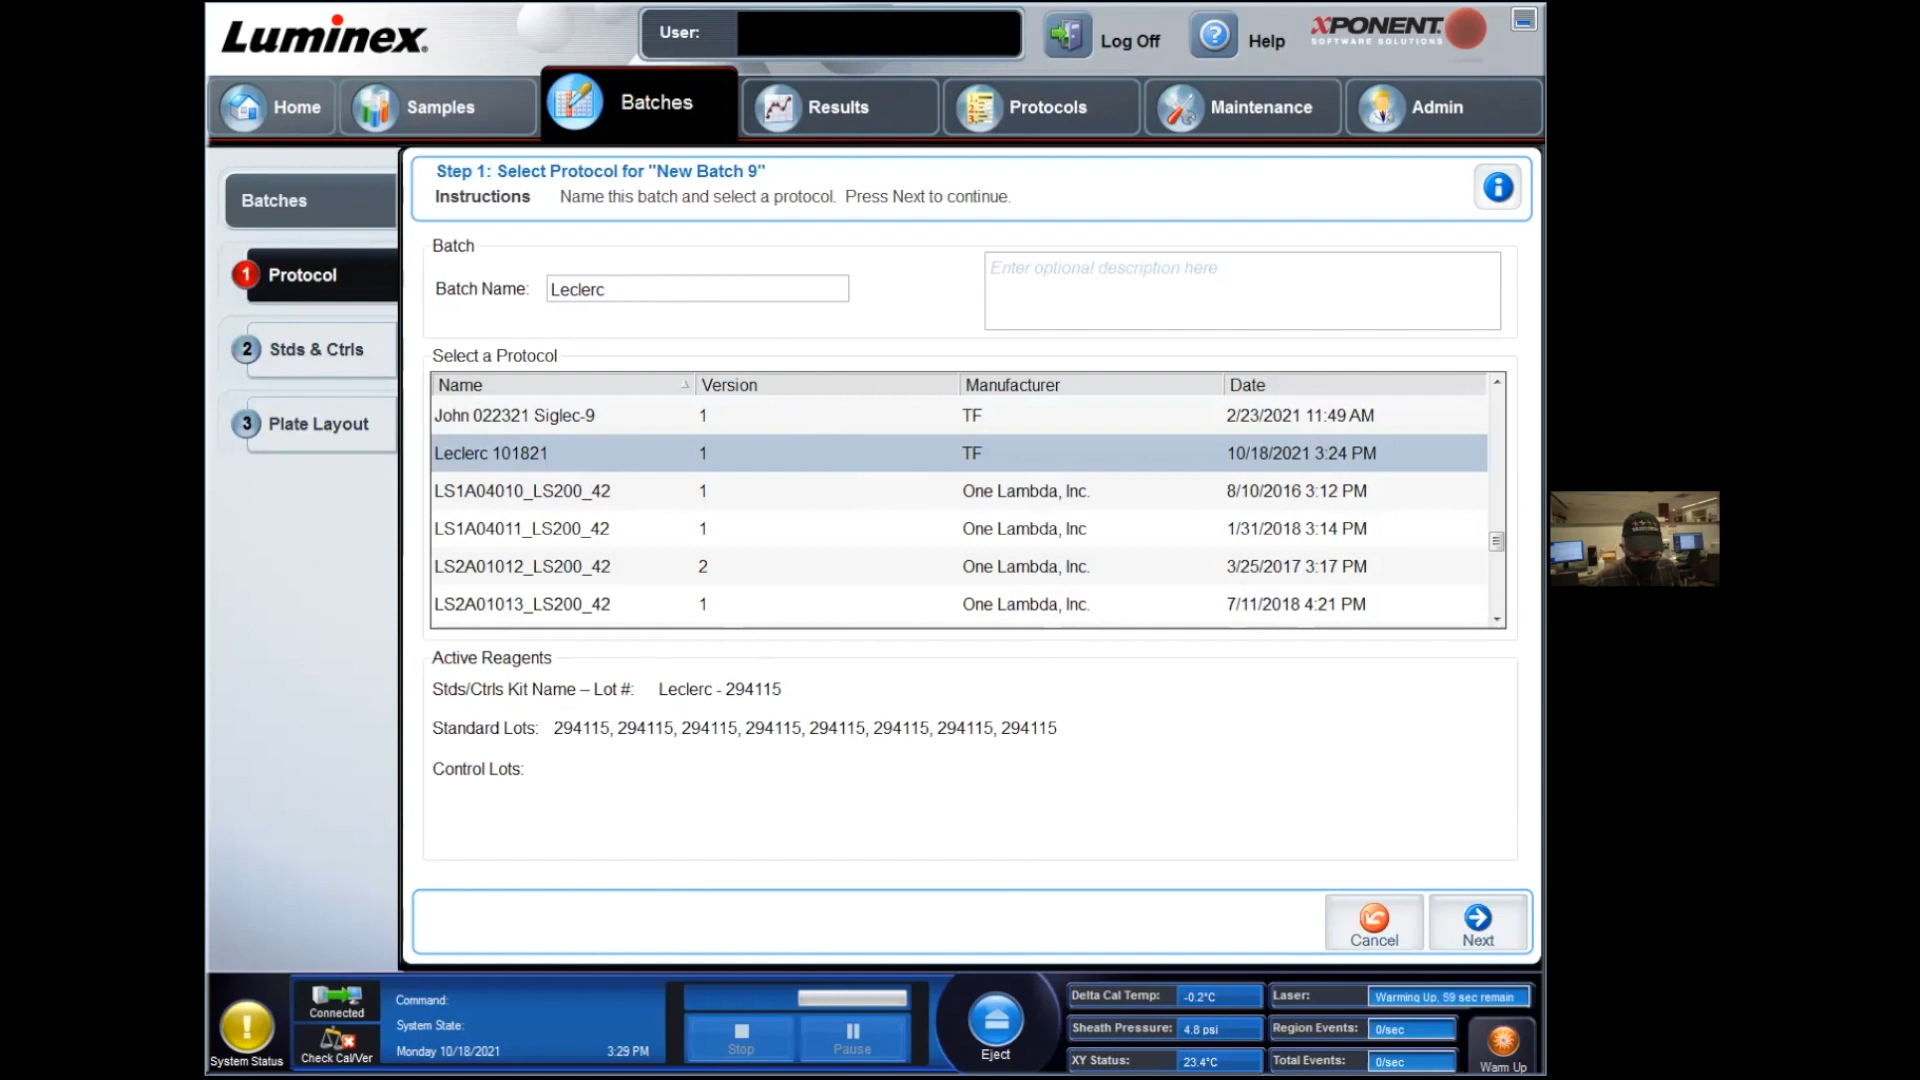 Luminex
User:
Log Off
Help
XPONENT
SOFTWARE SOLUTIONS
Home
Samples
Batches
Results
Protocols
Maintenance
Admin
Batches
1 Protocol
2 Stds & Ctrls
3 Plate Layout
Step 1: Select Protocol for "New Batch 9"
Instructions Name this batch and select a protocol. Press Next to continue.
Batch
Batch Name: Leclerc
Enter optional description here
Select a Protocol
Name Version Manufacturer Date
John 022321 Siglec-9 1 TF 2/23/2021 11:49 AM
Leclerc 101821 1 TF 10/18/2021 3:24 PM
LS1A04010_LS200_42 1 One Lambda, Inc. 8/10/2016 3:12 PM
LS1A04011_LS200_42 1 One Lambda, Inc 1/31/2018 3:14 PM
LS2A01012_LS200_42 2 One Lambda, Inc. 3/25/2017 3:17 PM
LS2A01013_LS200_42 1 One Lambda, Inc. 7/11/2018 4:21 PM
Active Reagents
Stds/Ctrls Kit Name – Lot #: Leclerc - 294115
Standard Lots: 294115, 294115, 294115, 294115, 294115, 294115, 294115, 294115
Control Lots:
Cancel
Next
System Status
Connected
Check Cal/Ver
Command:
System State:
Monday 10/18/2021 3:29 PM
Stop
Pause
Eject
Delta Cal Temp: -0.2°C
Sheath Pressure: 4.8 psi
XY Status: 23.4°C
Laser: Warming Up, 59 sec remain
Region Events: 0/sec
Total Events: 0/sec
Warm Up